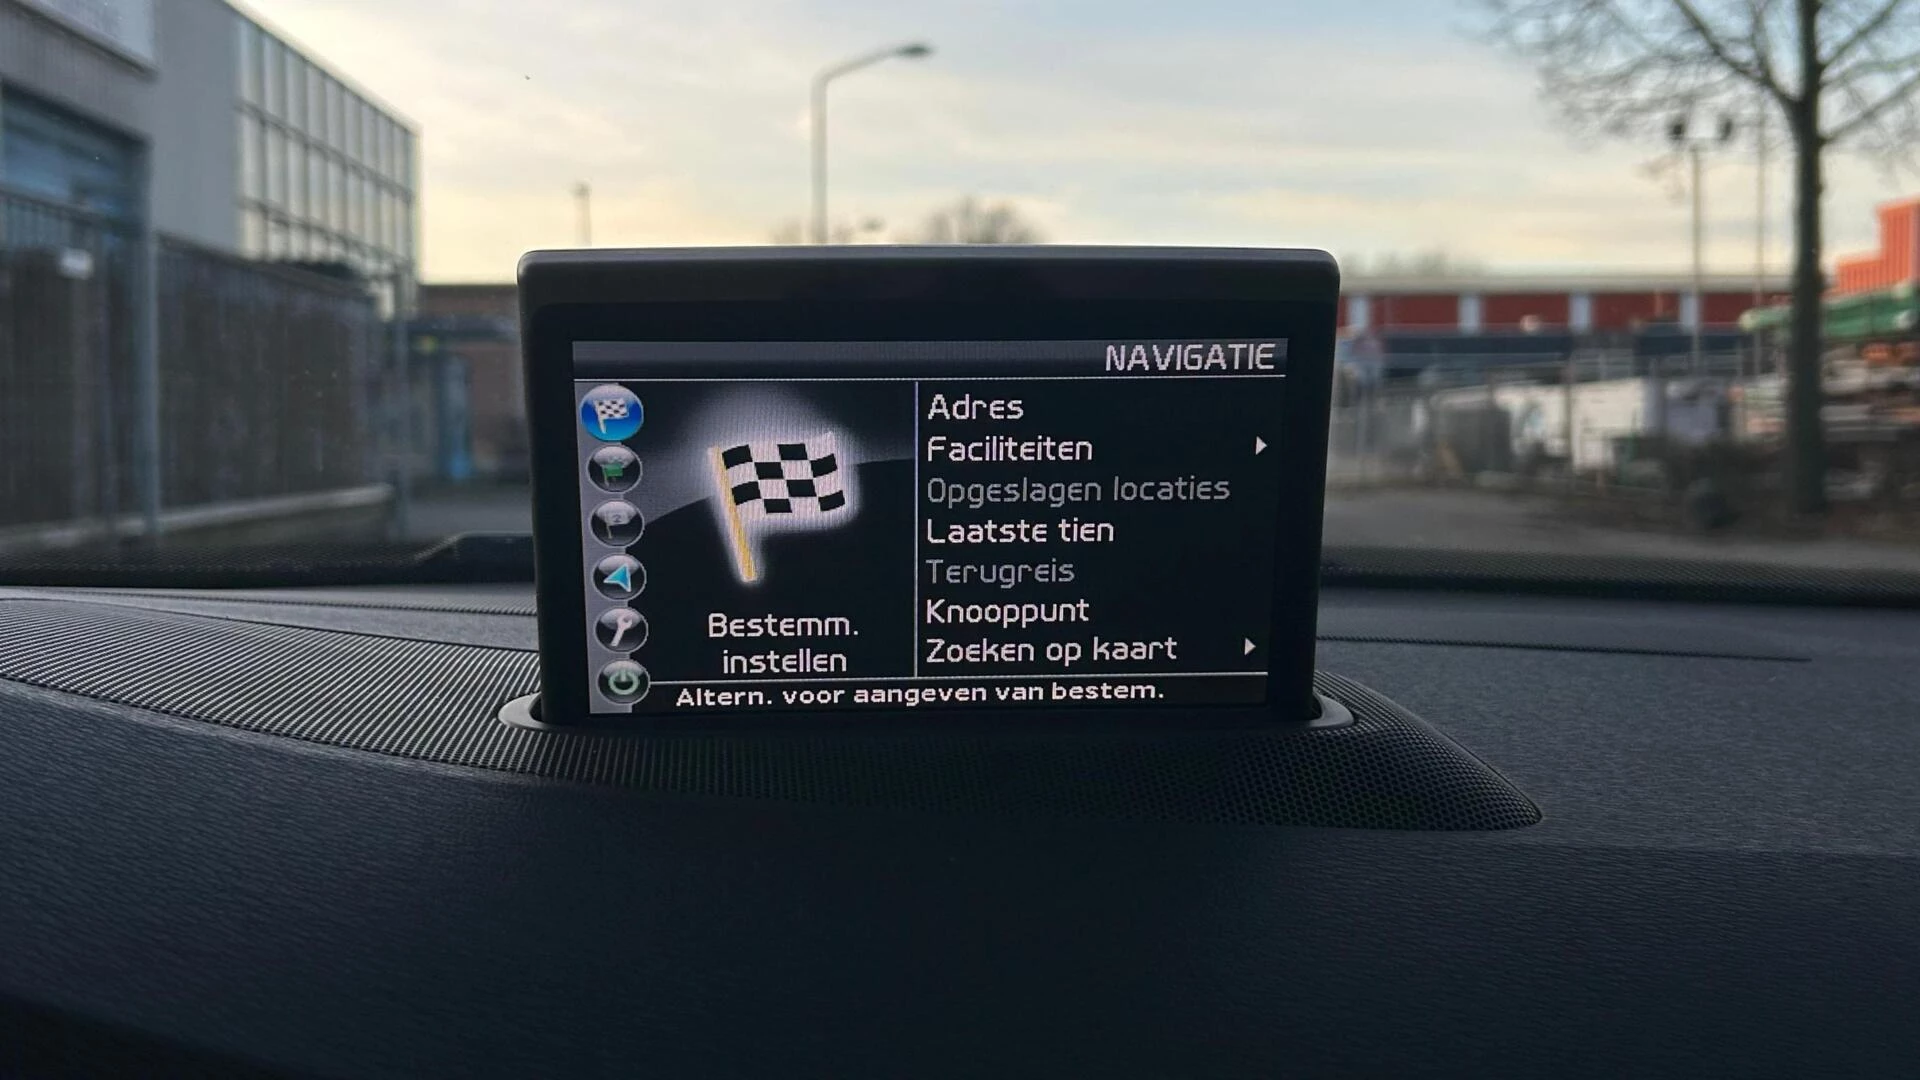 NAVIGATIE
Adres
Faciliteiten
Opgeslagen locaties
Laatste tien
Terugreis
Knooppunt
Zoeken op kaart
Bestemm.
instellen
Altern. voor aangeven van bestem.